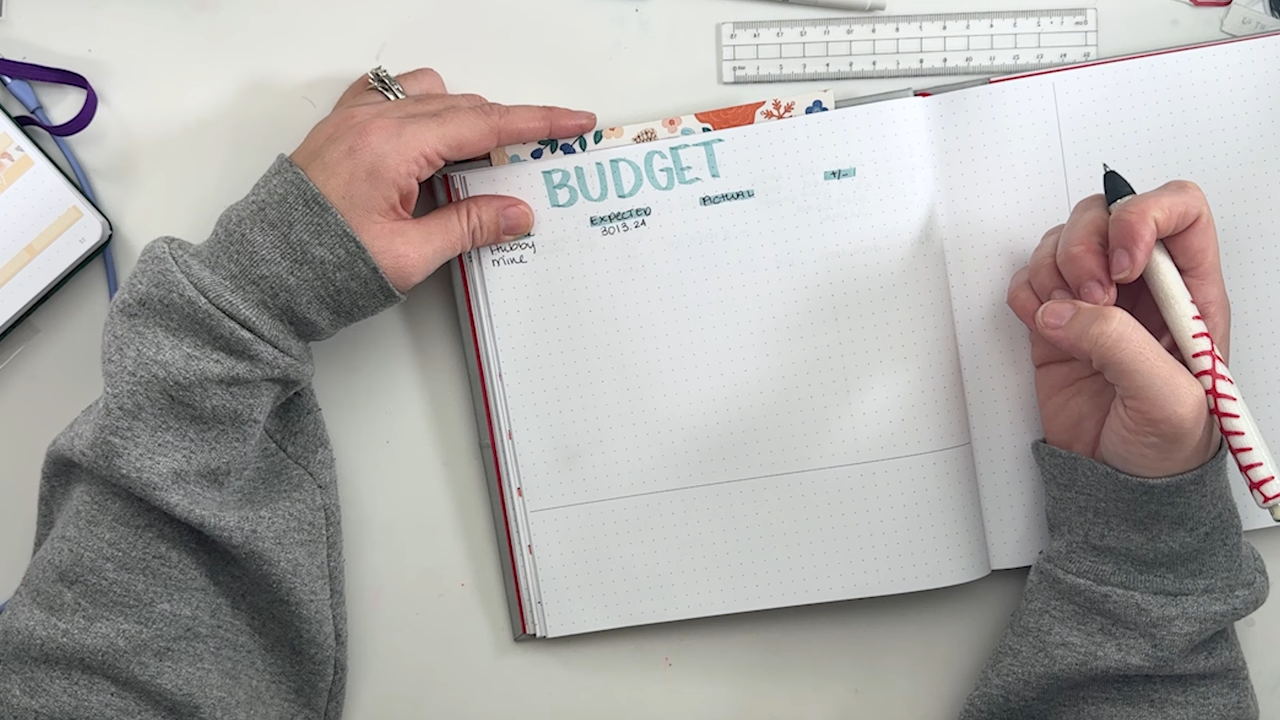 BUDGET
EXPECTED ACTUAL +/-
3013.24
Hubby
mine